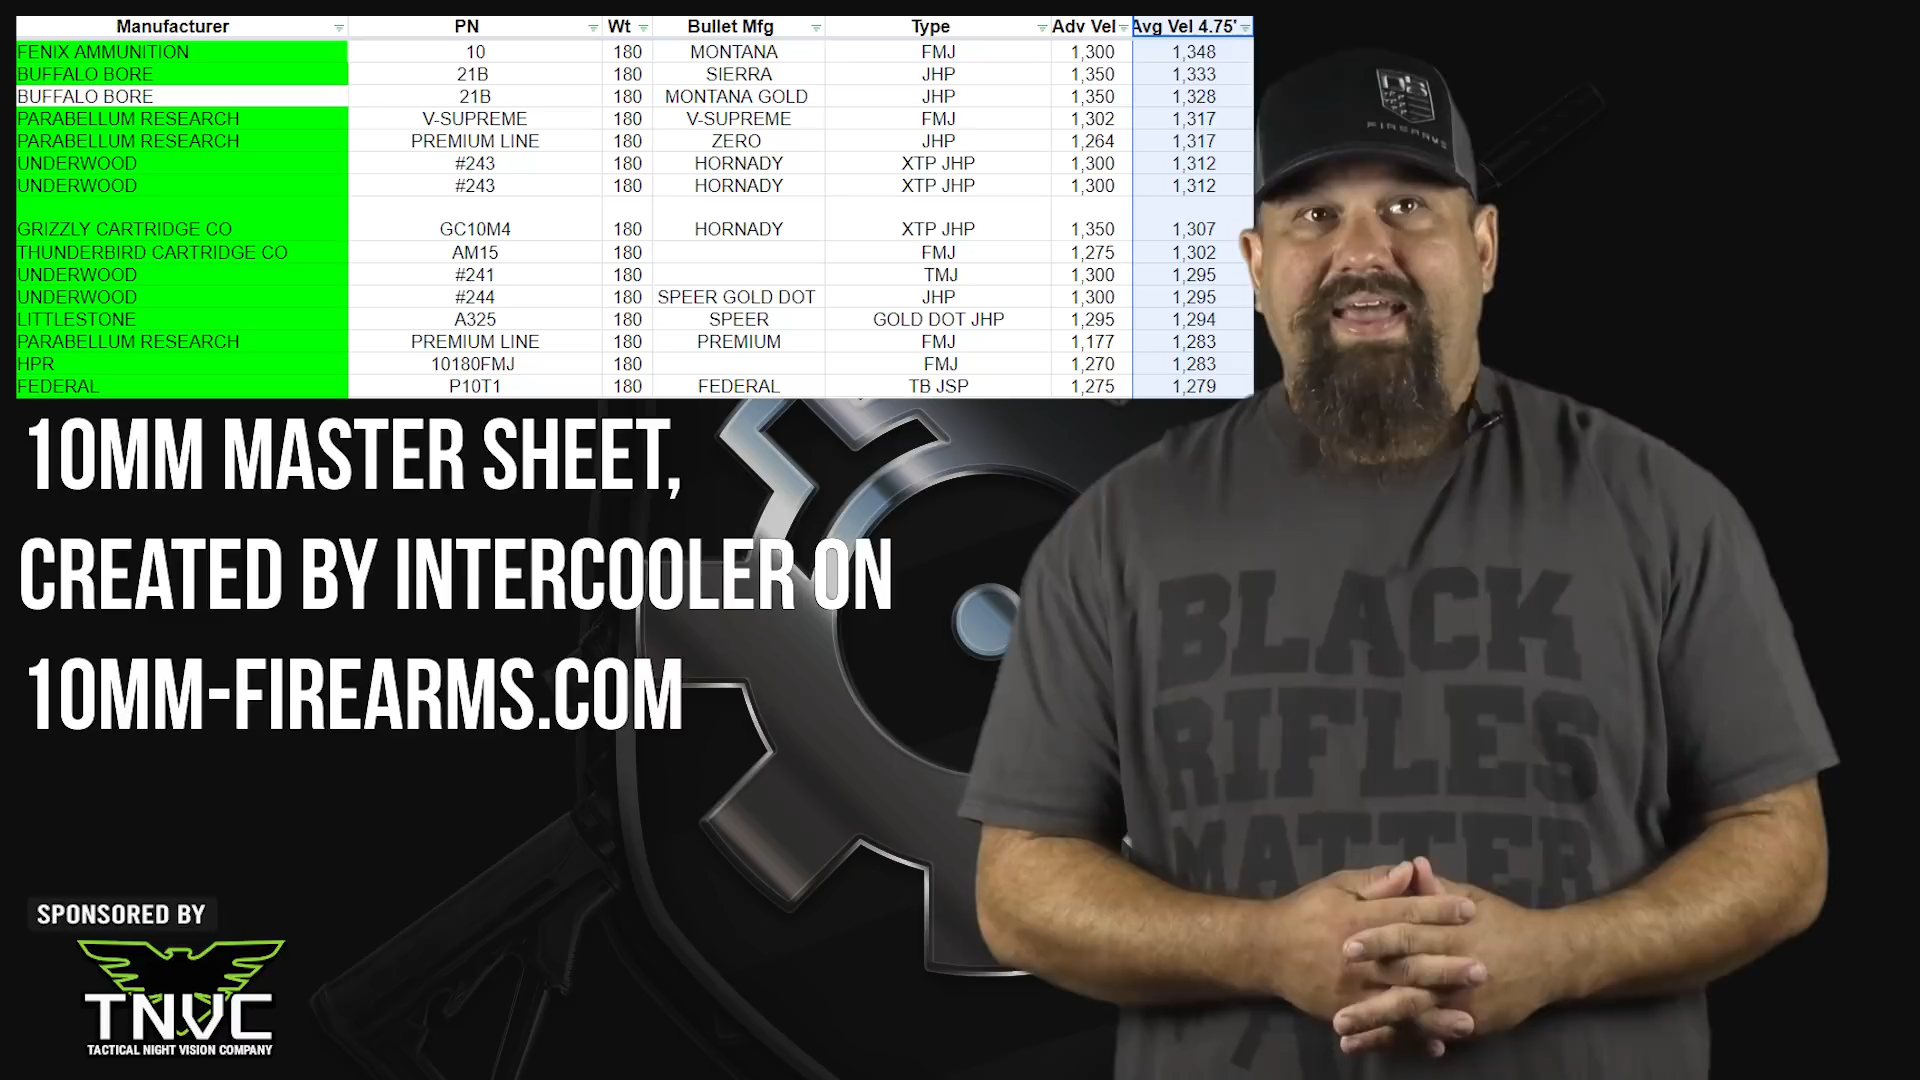 Manufacturer PN Wt Bullet Mfg Type Adv Vel Avg Vel 4.75'
FENIX AMMUNITION 10 180 MONTANA FMJ 1,300 1,348
BUFFALO BORE 21B 180 SIERRA JHP 1,350 1,333
BUFFALO BORE 21B 180 MONTANA GOLD JHP 1,350 1,328
PARABELLUM RESEARCH V-SUPREME 180 V-SUPREME FMJ 1,302 1,317
PARABELLUM RESEARCH PREMIUM LINE 180 ZERO JHP 1,264 1,317
UNDERWOOD #243 180 HORNADY XTP JHP 1,300 1,312
UNDERWOOD #243 180 HORNADY XTP JHP 1,300 1,312
GRIZZLY CARTRIDGE CO GC10M4 180 HORNADY XTP JHP 1,350 1,307
THUNDERBIRD CARTRIDGE CO AM15 180 FMJ 1,275 1,302
UNDERWOOD #241 180 TMJ 1,300 1,295
UNDERWOOD #244 180 SPEER GOLD DOT JHP 1,300 1,295
LITTLESTONE A325 180 SPEER GOLD DOT JHP 1,295 1,294
PARABELLUM RESEARCH PREMIUM LINE 180 PREMIUM FMJ 1,177 1,283
HPR 10180FMJ 180 FMJ 1,270 1,283
FEDERAL P10T1 180 FEDERAL TB JSP 1,275 1,279
10MM MASTER SHEET,
CREATED BY INTERCOOLER ON
10MM-FIREARMS.COM
SPONSORED BY
TNVC
TACTICAL NIGHT VISION COMPANY
FIREARMS
BLACK
RIFLES
MATTER